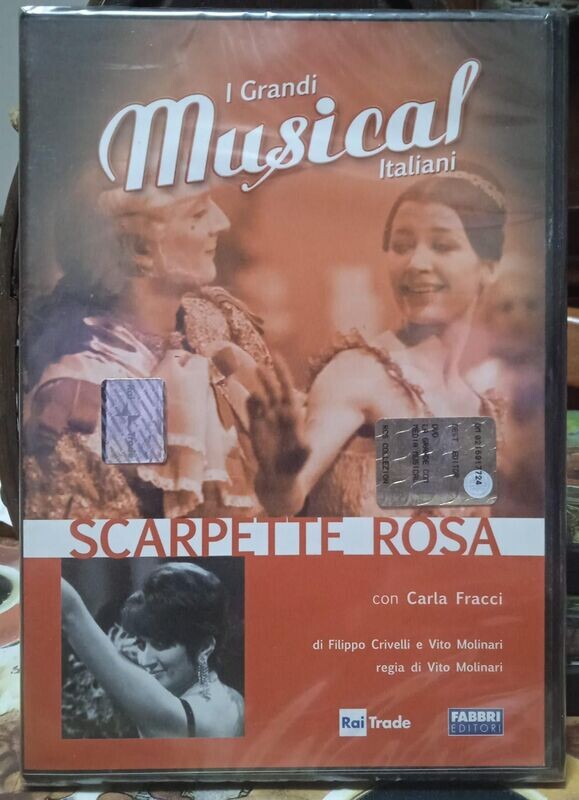 I Grandi
Musical
Italiani
SCARPETTE ROSA
con Carla Fracci
di Filippo Crivelli e Vito Molinari
regia di Vito Molinari
Rai Trade
FABBRI
EDITORI
DVD